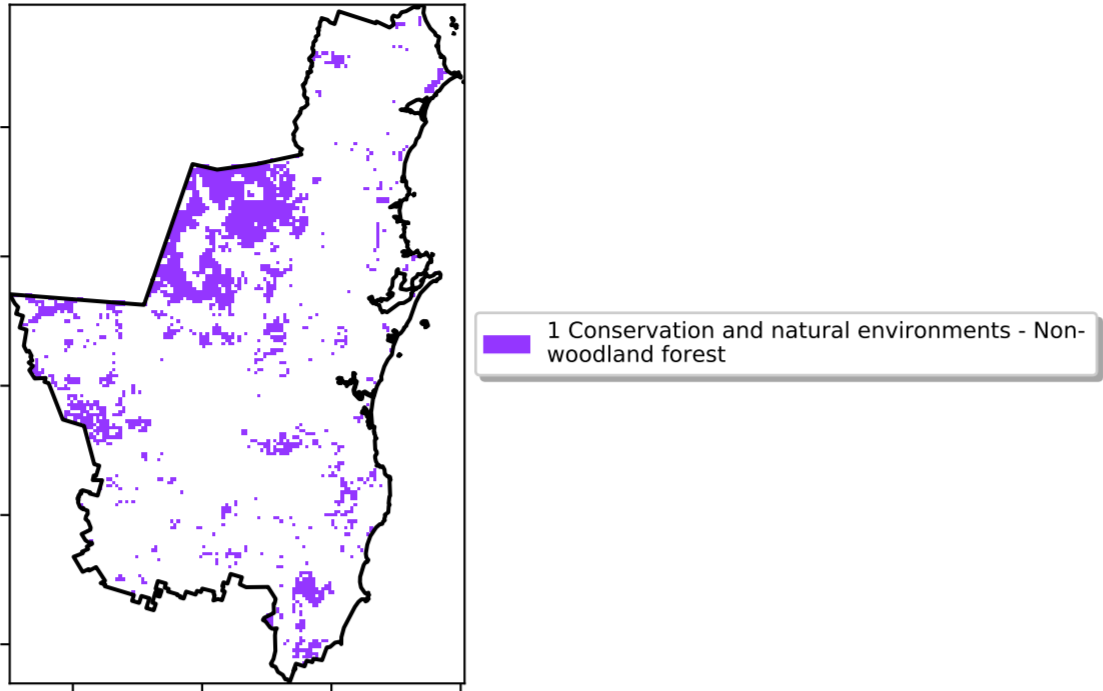 1 Conservation and natural environments - Non-
woodland forest